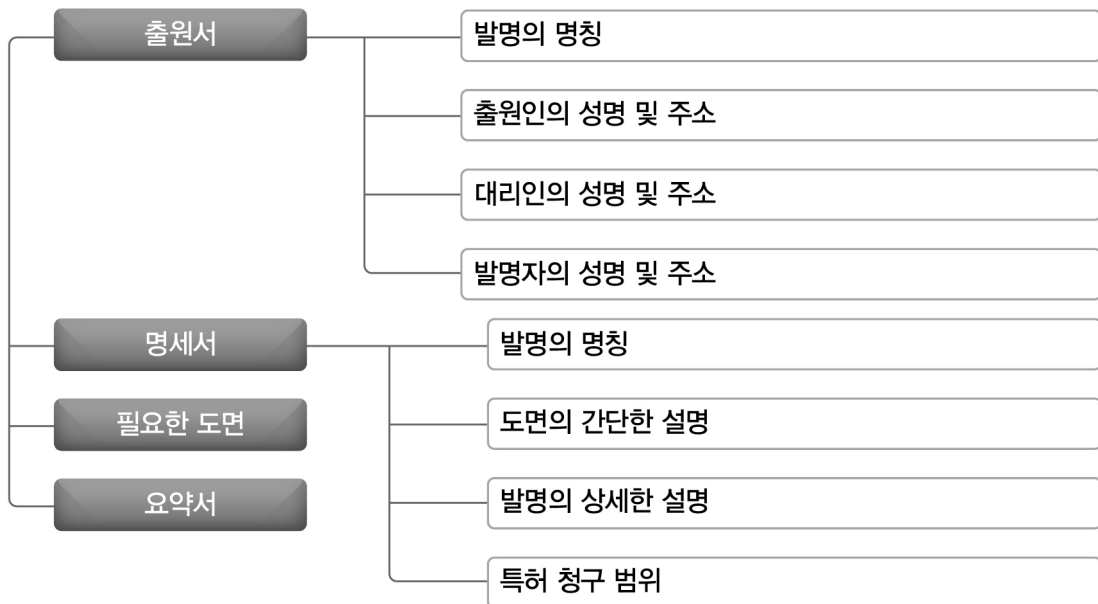 출원서
발명의 명칭
출원인의 성명 및 주소
대리인의 성명 및 주소
발명자의 성명 및 주소
명세서
발명의 명칭
도면의 간단한 설명
발명의 상세한 설명
특허 청구 범위
필요한 도면
요약서